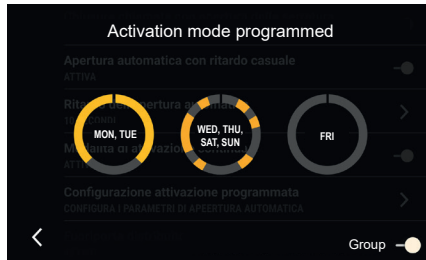 Activation mode programmed
Apertura automatica con ritardo casuale
ATTIVA
MON, TUE
WED, THU,
SAT, SUN
FRI
Configurazione attivazione programmata
CONFIGURA I PARAMETRI DI APEERTURA AUTOMATICA
Group